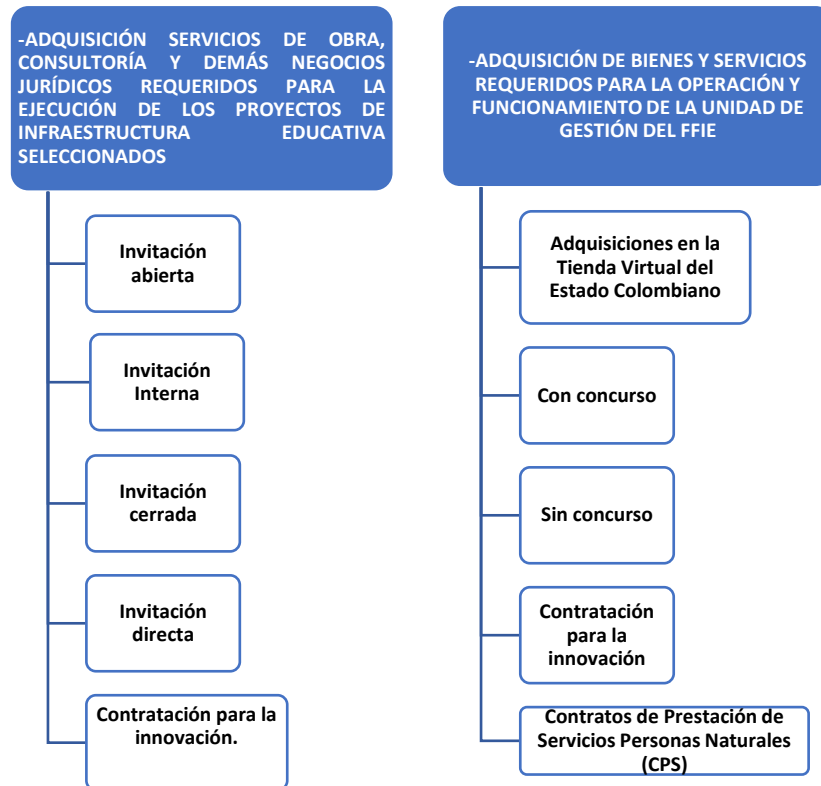 -ADQUISICIÓN SERVICIOS DE OBRA,
CONSULTORÍA Y DEMÁS NEGOCIOS
JURÍDICOS REQUERIDOS PARA LA
EJECUCIÓN DE LOS PROYECTOS DE
INFRAESTRUCTURA EDUCATIVA
SELECCIONADOS
Invitación
abierta
Invitación
Interna
Invitación
cerrada
Invitación
directa
Contratación para la
innovación.
-ADQUISICIÓN DE BIENES Y SERVICIOS
REQUERIDOS PARA LA OPERACIÓN Y
FUNCIONAMIENTO DE LA UNIDAD DE
GESTIÓN DEL FFIE
Adquisiciones en la
Tienda Virtual del
Estado Colombiano
Con concurso
Sin concurso
Contratación
para la
innovación
Contratos de Prestación de
Servicios Personas Naturales
(CPS)